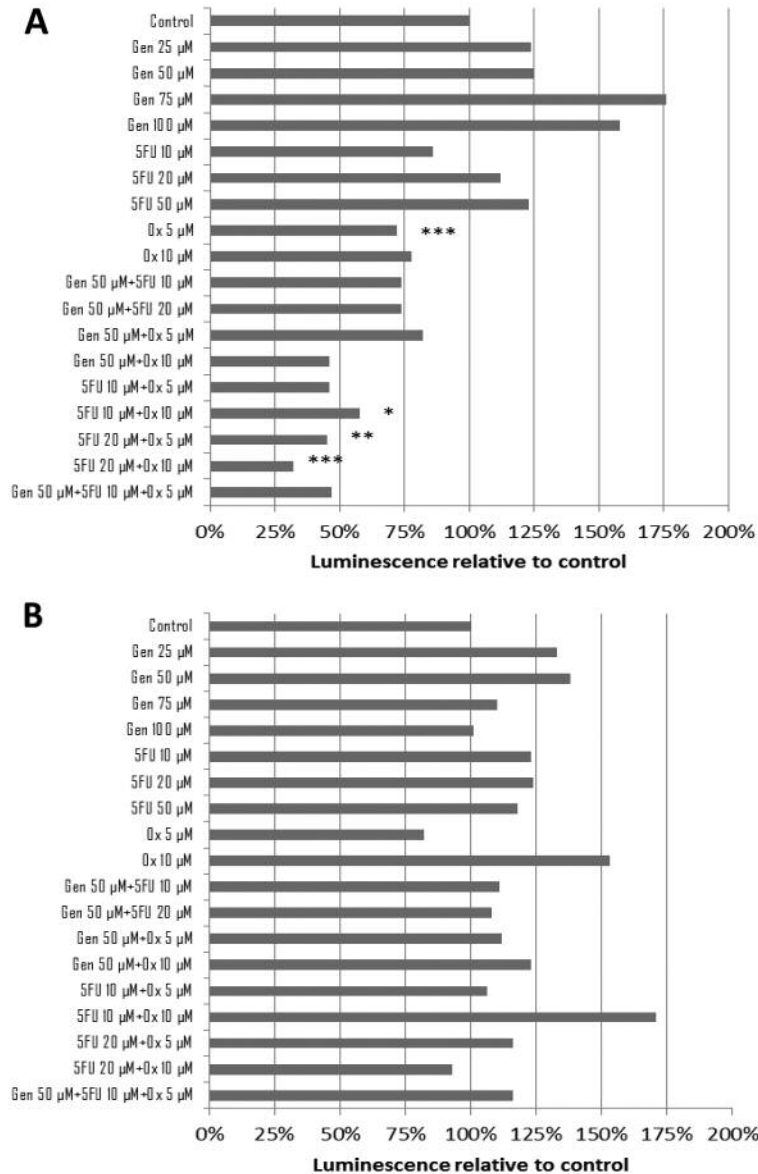 A
Control
Gen 25 µM
Gen 50 µM
Gen 75 µM
Gen 100 µM
5FU 10 µM
5FU 20 µM
5FU 50 µM
Ox 5 µM ***
Ox 10 µM
Gen 50 µM+5FU 10 µM
Gen 50 µM+5FU 20 µM
Gen 50 µM+Ox 5 µM
Gen 50 µM+Ox 10 µM
5FU 10 µM+Ox 5 µM
5FU 10 µM+Ox 10 µM *
5FU 20 µM+Ox 5 µM **
5FU 20 µM+Ox 10 µM ***
Gen 50 µM+5FU 10 µM+Ox 5 µM
0% 25% 50% 75% 100% 125% 150% 175% 200%
Luminescence relative to control
B
Control
Gen 25 µM
Gen 50 µM
Gen 75 µM
Gen 100 µM
5FU 10 µM
5FU 20 µM
5FU 50 µM
Ox 5 µM
Ox 10 µM
Gen 50 µM+5FU 10 µM
Gen 50 µM+5FU 20 µM
Gen 50 µM+Ox 5 µM
Gen 50 µM+Ox 10 µM
5FU 10 µM+Ox 5 µM
5FU 10 µM+Ox 10 µM
5FU 20 µM+Ox 5 µM
5FU 20 µM+Ox 10 µM
Gen 50 µM+5FU 10 µM+Ox 5 µM
0% 25% 50% 75% 100% 125% 150% 175% 200%
Luminescence relative to control